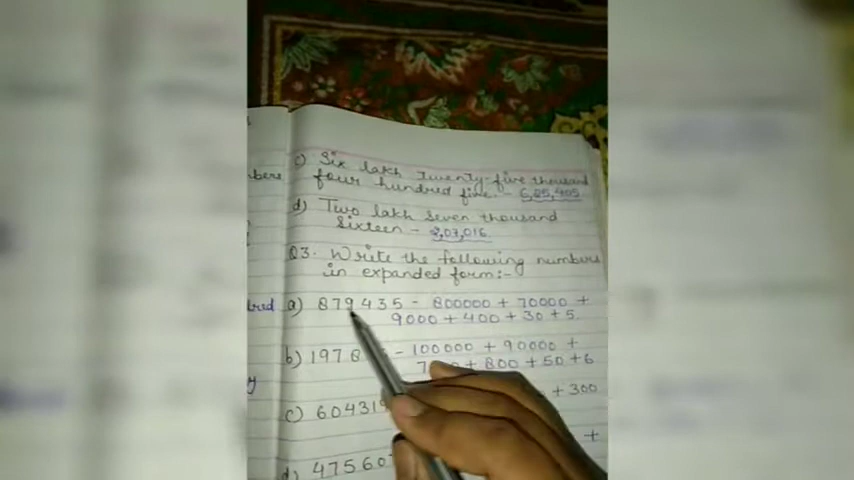 bers
c) Six lakh twenty-five thousand
four hundred five. - 6,25,405
d) Two lakh seven thousand
sixteen - 2,07,016
Q3. Write the following numbers
in expanded form:-
a) 879435 - 800000 + 70000 +
9000 + 400 + 30 + 5.
b) 1978 - 100000 + 90000 +
+ 800 + 50 + 6
c) 60431 + 300
+
d) 47560